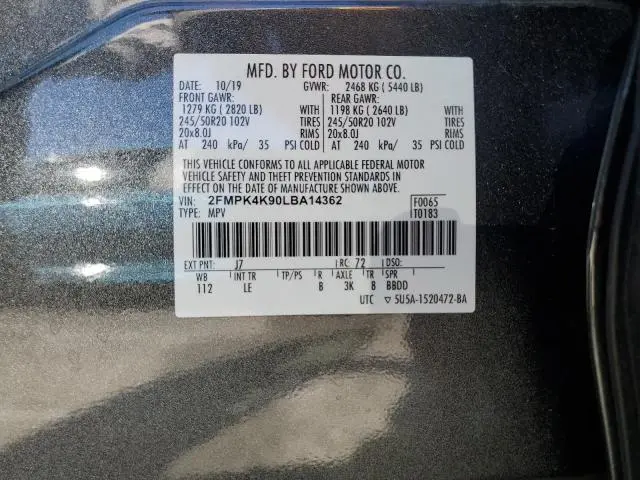 MFD. BY FORD MOTOR CO.
DATE: 10/19 GVWR: 2468 KG ( 5440 LB)
FRONT GAWR: REAR GAWR:
1279 KG ( 2820 LB) WITH 1198 KG ( 2640 LB) WITH
245/50R20 102V TIRES 245/50R20 102V TIRES
20x8.0J RIMS 20x8.0J RIMS
AT 240 kPa/ 35 PSI COLD AT 240 kPa/ 35 PSI COLD
THIS VEHICLE CONFORMS TO ALL APPLICABLE FEDERAL MOTOR
VEHICLE SAFETY AND THEFT PREVENTION STANDARDS IN
EFFECT ON THE DATE OF MANUFACTURE SHOWN ABOVE.
VIN: 2FMPK4K90LBA14362 F0065
TYPE: MPV T0183
EXT PNT: J7 RC: 72 DSO:
WB INT TR TP/PS R AXLE TR SPR
112 LE B 3K 8 BBDD
UTC ▽ 5U5A-1520472-BA